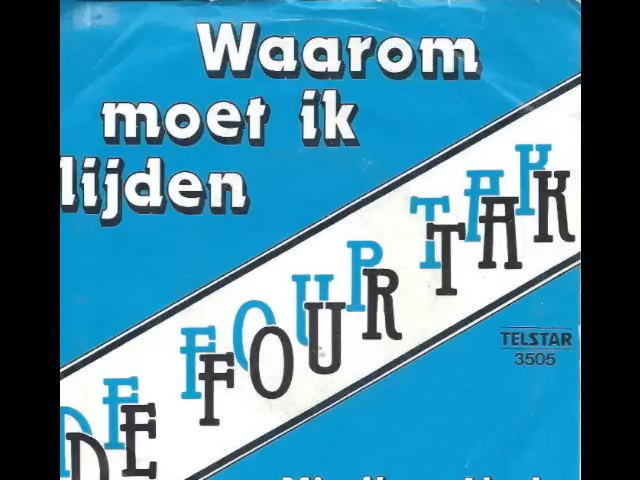 Waarom
moet ik
lijden
DE FOUR TAK
TELSTAR
3505